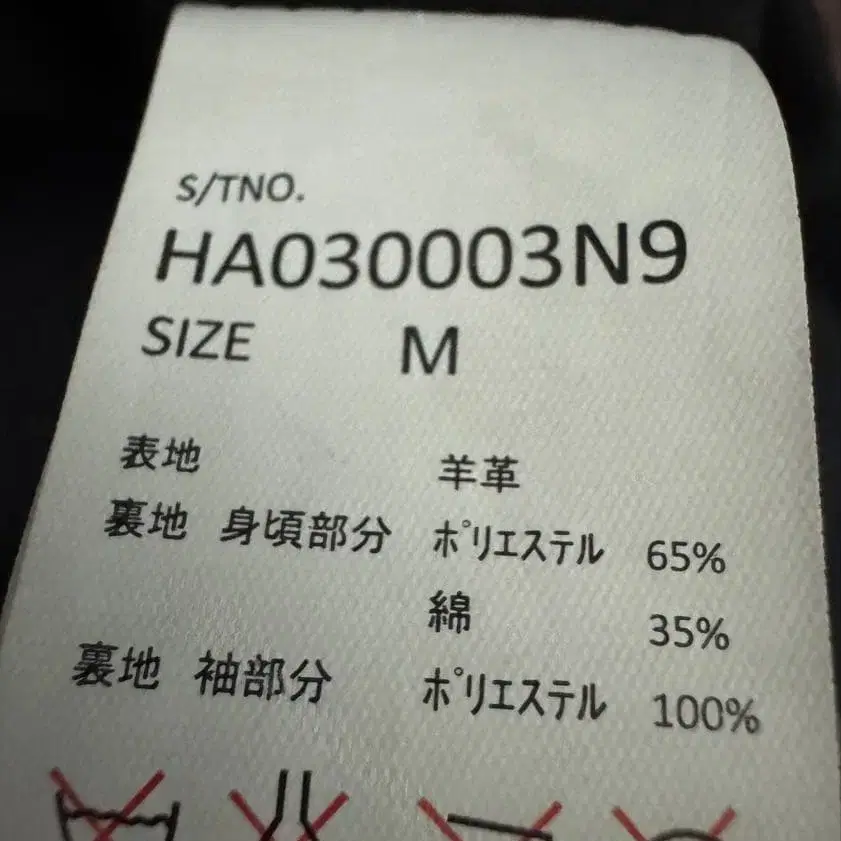 S/TNO.
HA030003N9
SIZE M
表地 羊革
裏地 身頃部分 ﾎﾟﾘｴｽﾃﾙ 65%
綿 35%
裏地 袖部分 ﾎﾟﾘｴｽﾃﾙ 100%